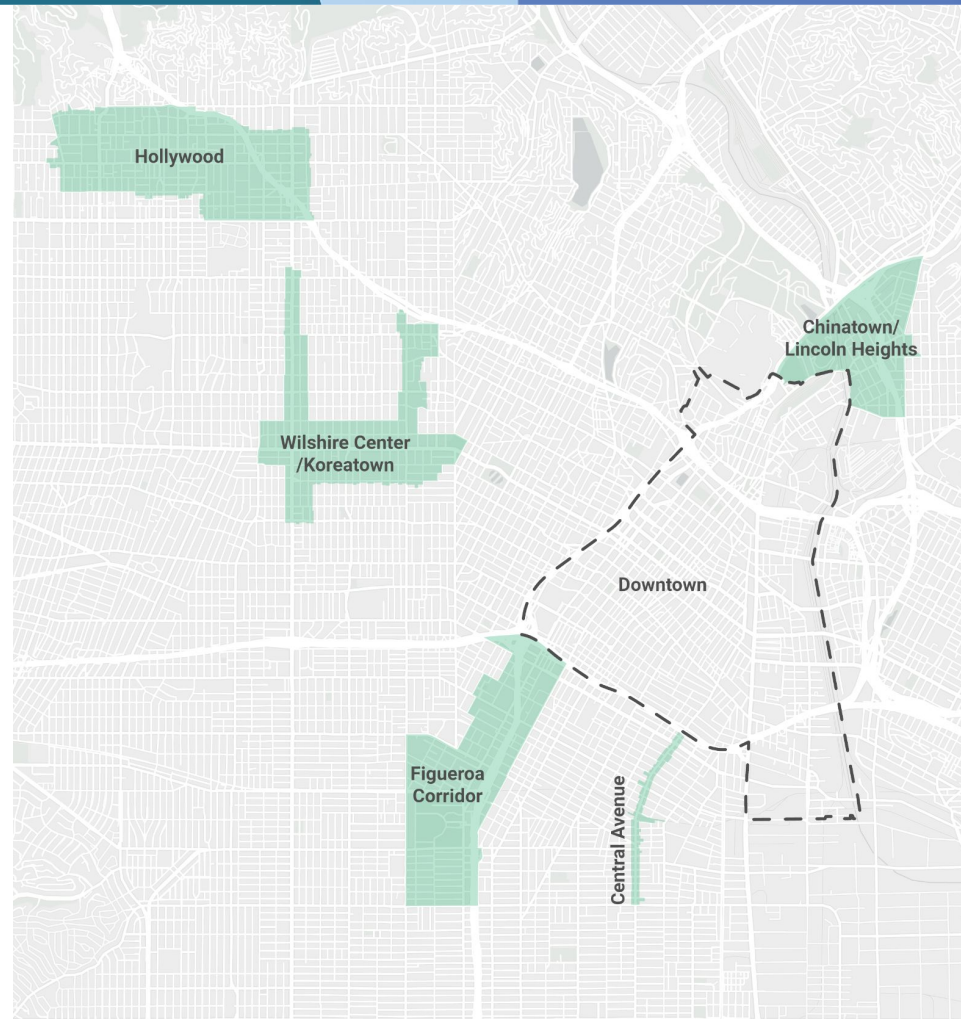 Hollywood
Chinatown/
Lincoln Heights
Wilshire Center
/Koreatown
Downtown
Figueroa
Corridor
Central Avenue